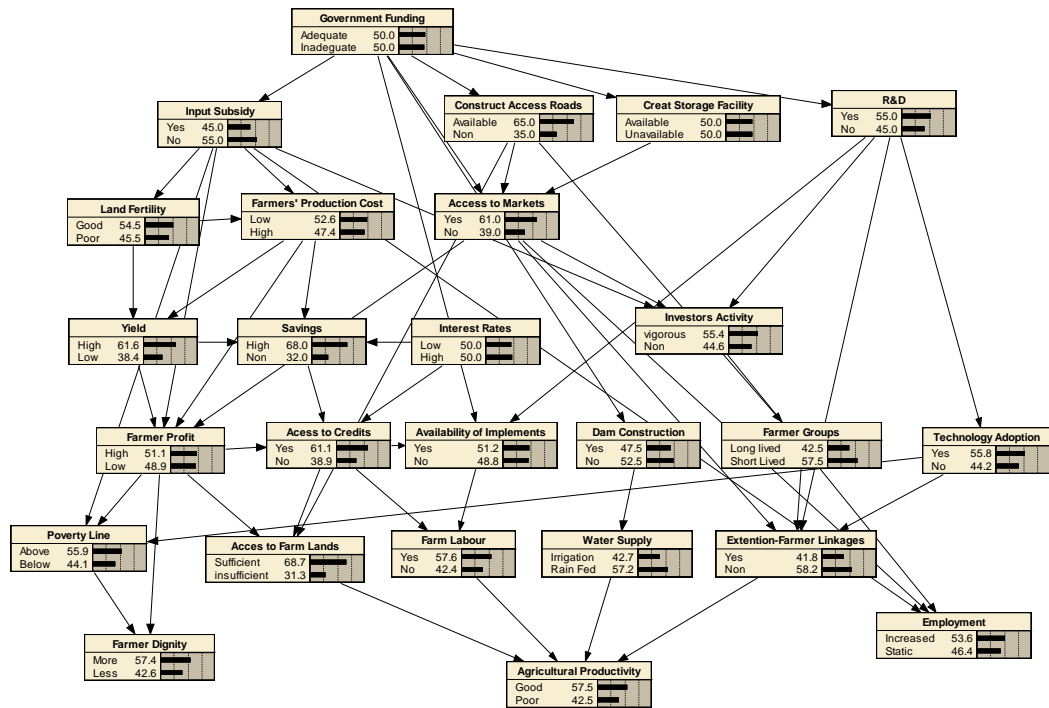 Government Funding
Adequate 50.0
Inadeguate 50.0
Input Subsidy
Yes 45.0
No 55.0
Construct Access Roads
Available 65.0
Non 35.0
Creat Storage Facility
Available 50.0
Unavailable 50.0
R&D
Yes 55.0
No 45.0
Land Fertility
Good 54.5
Poor 45.5
Farmers' Production Cost
Low 52.6
High 47.4
Access to Markets
Yes 61.0
No 39.0
Yield
High 61.6
Low 38.4
Savings
High 68.0
Non 32.0
Interest Rates
Low 50.0
High 50.0
Investors Activity
vigorous 55.4
Non 44.6
Farmer Profit
High 51.1
Low 48.9
Acess to Credits
Yes 61.1
No 38.9
Availability of Implements
Yes 51.2
No 48.8
Dam Construction
Yes 47.5
No 52.5
Farmer Groups
Long lived 42.5
Short Lived 57.5
Technology Adoption
Yes 55.8
No 44.2
Poverty Line
Above 55.9
Below 44.1
Acces to Farm Lands
Sufficient 68.7
insufficient 31.3
Farm Labour
Yes 57.6
No 42.4
Water Supply
Irrigation 42.7
Rain Fed 57.2
Extention-Farmer Linkages
Yes 41.8
Non 58.2
Farmer Dignity
More 57.4
Less 42.6
Agricultural Productivity
Good 57.5
Poor 42.5
Employment
Increased 53.6
Static 46.4